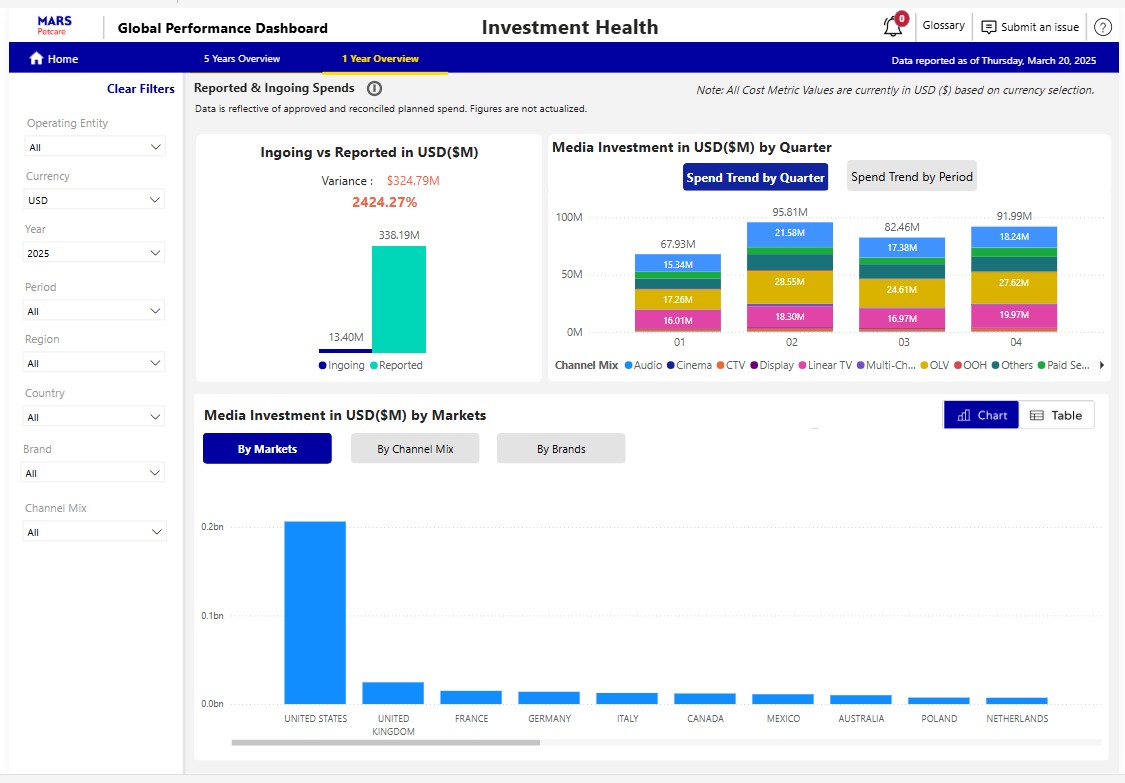 MARS
Petcare
Global Performance Dashboard
Investment Health
0
Glossary
Submit an issue
?
Home
5 Years Overview
1 Year Overview
Data reported as of Thursday, March 20, 2025
Clear Filters
Operating Entity
All
Currency
USD
Year
2025
Period
All
Region
All
Country
All
Brand
All
Channel Mix
All
Reported & Ingoing Spends
Note: All Cost Metric Values are currently in USD ($) based on currency selection.
Data is reflective of approved and reconciled planned spend. Figures are not actualized.
Ingoing vs Reported in USD($M)
Variance : $324.79M
2424.27%
338.19M
13.40M
Ingoing Reported
Media Investment in USD($M) by Quarter
Spend Trend by Quarter
Spend Trend by Period
100M
50M
0M
67.93M
15.34M
17.26M
16.01M
01
95.81M
21.58M
28.55M
18.30M
02
82.46M
17.38M
24.61M
16.97M
03
91.99M
18.24M
27.62M
19.97M
04
Channel Mix Audio Cinema CTV Display Linear TV Multi-Ch... OLV OOH Others Paid Se...
Media Investment in USD($M) by Markets
Chart
Table
By Markets
By Channel Mix
By Brands
0.2bn
0.1bn
0.0bn
UNITED STATES
UNITED
KINGDOM
FRANCE
GERMANY
ITALY
CANADA
MEXICO
AUSTRALIA
POLAND
NETHERLANDS